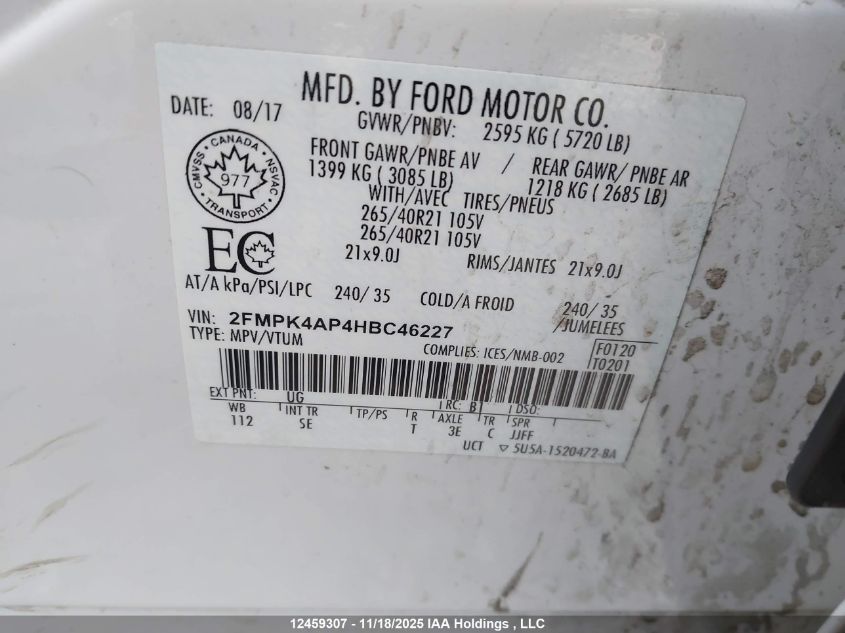 MFD. BY FORD MOTOR CO.
DATE: 08/17
GVWR/PNBV: 2595 KG ( 5720 LB)
CMVSS · CANADA · NSVAC
977
TRANSPORT
FRONT GAWR/PNBE AV / REAR GAWR/ PNBE AR
1399 KG ( 3085 LB) 1218 KG ( 2685 LB)
WITH/AVEC TIRES/PNEUS
265/40R21 105V
265/40R21 105V
EC
21x9.0J RIMS/JANTES 21x9.0J
AT/A kPa/PSI/LPC 240/ 35 COLD/A FROID 240/ 35
/JUMELEES
VIN: 2FMPK4AP4HBC46227
TYPE: MPV/VTUM
COMPLIES: ICES/NMB-002
F0120
T0201
EXT PNT: UG RC: B DSO:
WB INT TR TP/PS R AXLE TR SPR
112 SE T 3E C JJFF
UCT ▽ 5U5A-1520472-BA
12459307 - 11/18/2025 IAA Holdings , LLC